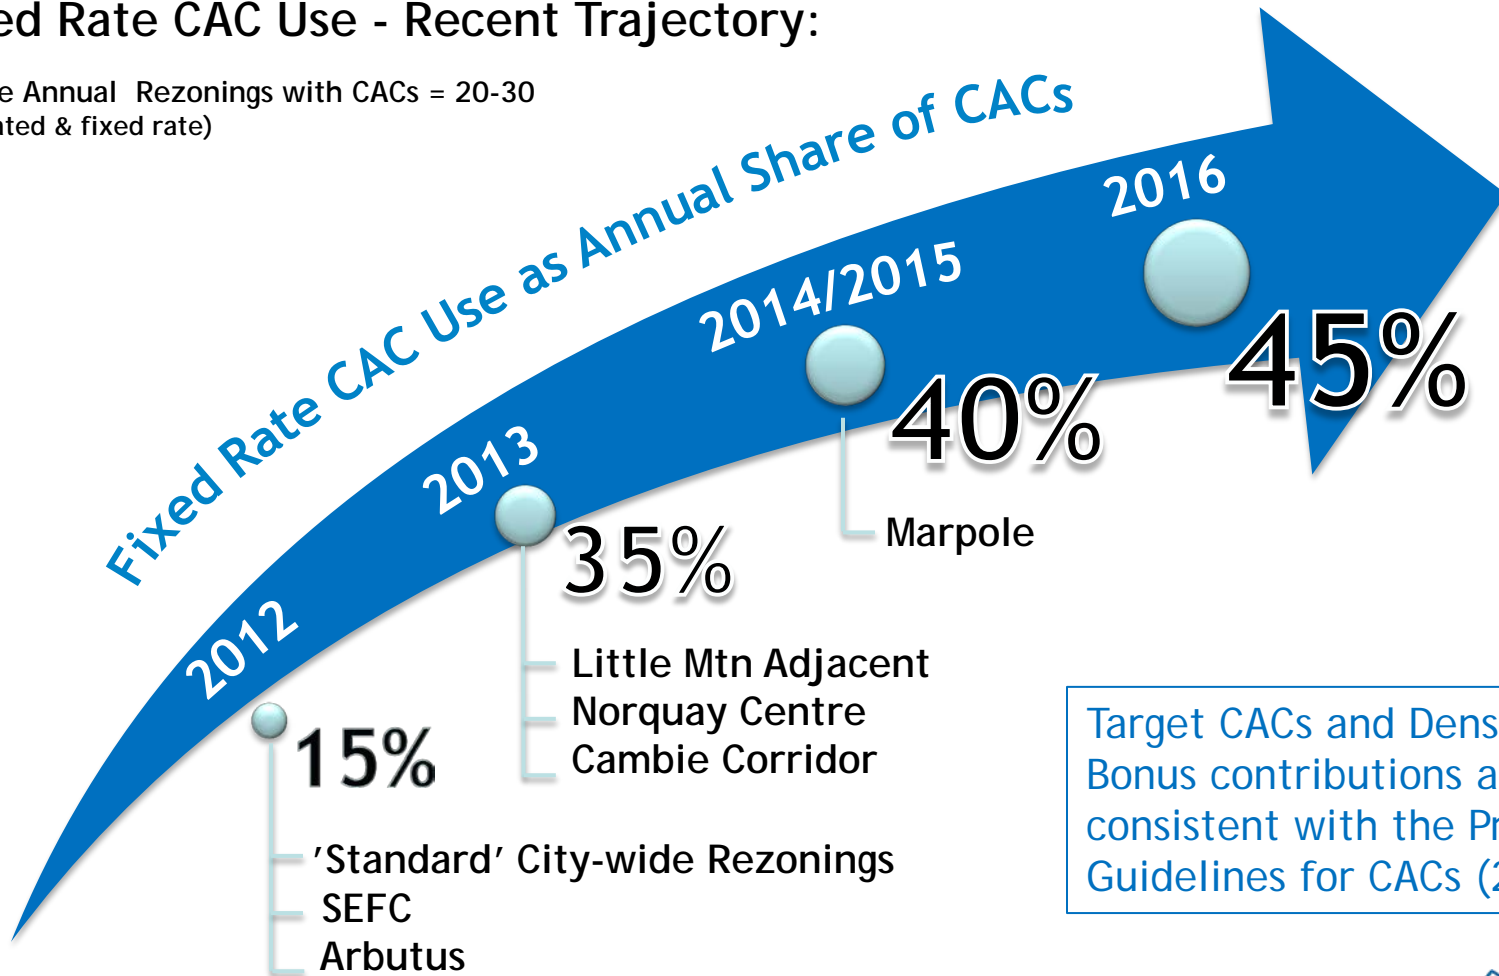 ed Rate CAC Use - Recent Trajectory:
e Annual Rezonings with CACs = 20-30
ated & fixed rate)
Fixed Rate CAC Use as Annual Share of CACs
2012
15%
'Standard' City-wide Rezonings
SEFC
Arbutus
2013
35%
Little Mtn Adjacent
Norquay Centre
Cambie Corridor
2014/2015
40%
Marpole
2016
45%
Target CACs and Dens
Bonus contributions a
consistent with the Pr
Guidelines for CACs (2